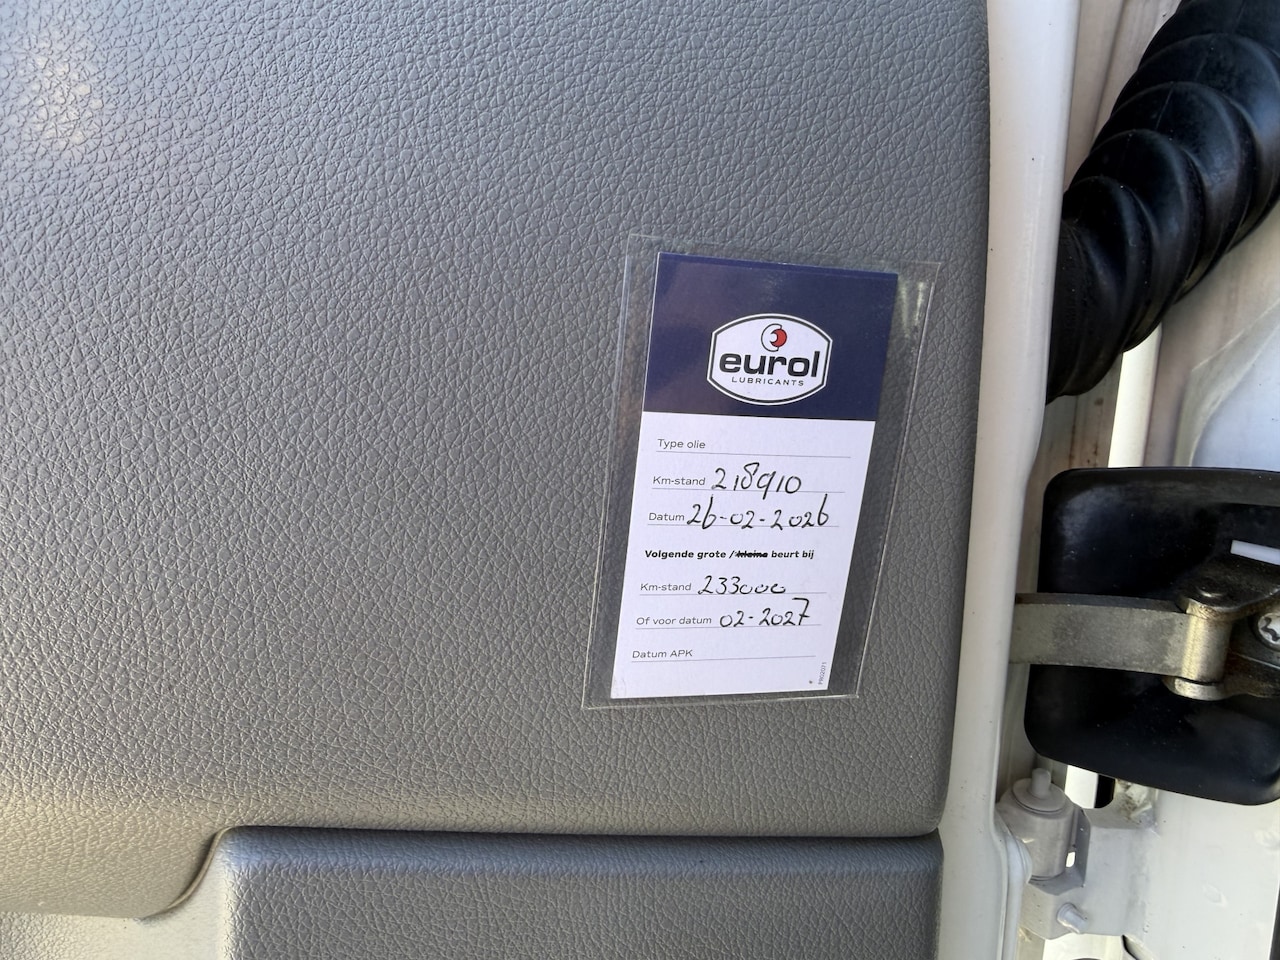 eurol
LUBRICANTS
Type olie
Km-stand 218910
Datum 26-02-2026
Volgende grote / kleine beurt bij
Km-stand 233000
Of voor datum 02-2027
Datum APK
PRO2071